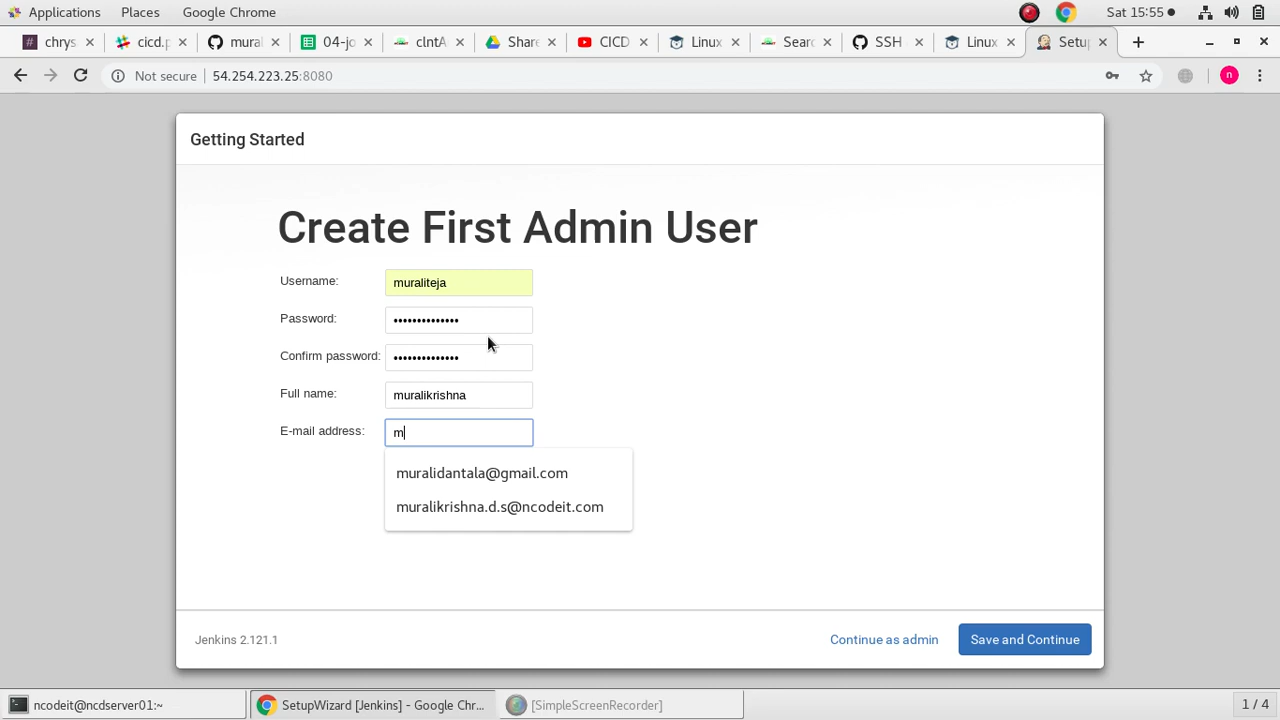 Applications Places Google Chrome Sat 15:55
chrys cicd.p mural 04-jo clntA Share CICD Linux Sear SSH Linux Setup
Not secure 54.254.223.25:8080 n
Getting Started
Create First Admin User
Username: muraliteja
Password: ••••••••••••••
Confirm password: ••••••••••••••
Full name: muralikrishna
E-mail address: m
muralidantala@gmail.com
muralikrishna.d.s@ncodeit.com
Jenkins 2.121.1 Continue as admin Save and Continue
ncodeit@ncdserver01:~ SetupWizard [Jenkins] - Google Chr... [SimpleScreenRecorder] 1 / 4